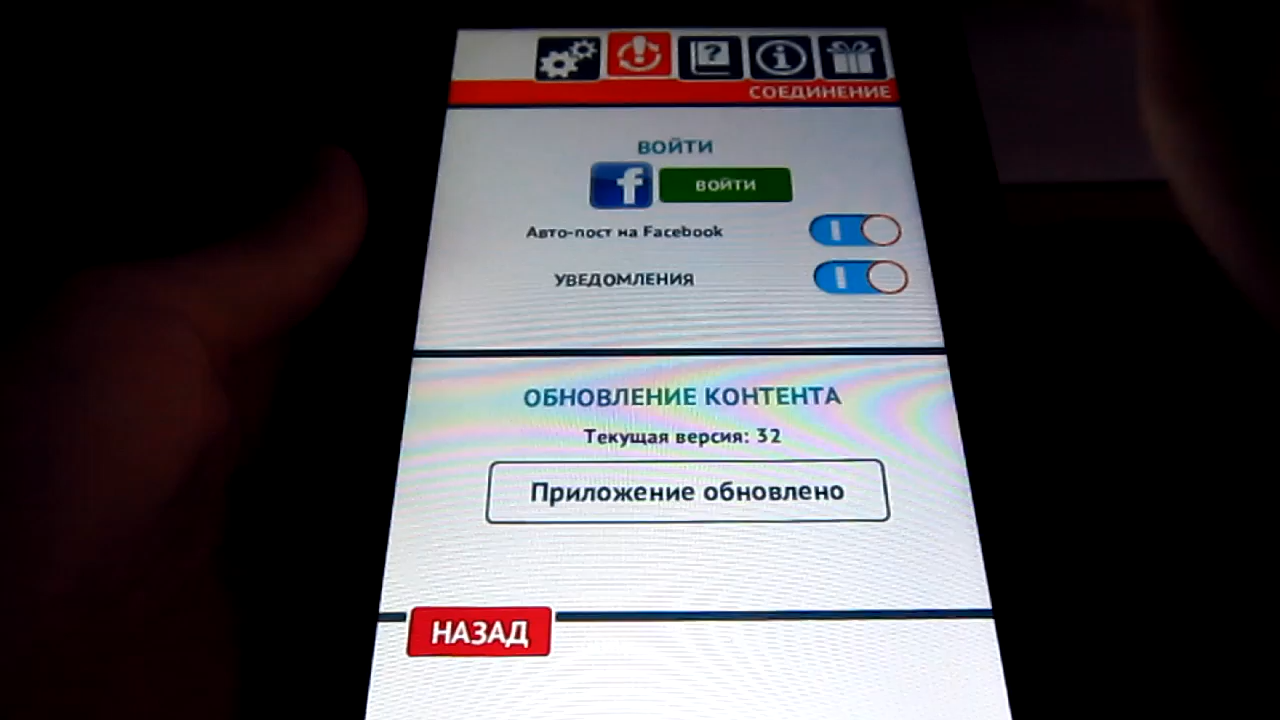 СОЕДИНЕНИЕ
ВОЙТИ
f ВОЙТИ
Авто-пост на Facebook
УВЕДОМЛЕНИЯ
ОБНОВЛЕНИЕ КОНТЕНТА
Текущая версия: 32
Приложение обновлено
НАЗАД